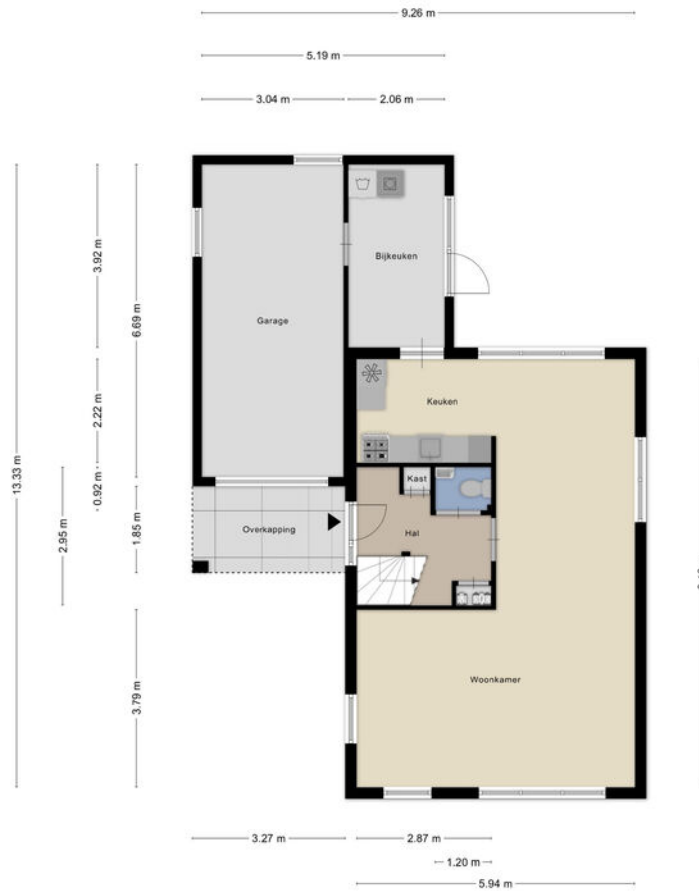 9.26 m
5.19 m
3.04 m
2.06 m
13.33 m
3.92 m
6.69 m
2.22 m
0.92 m
2.95 m
1.85 m
3.79 m
Garage
Bijkeuken
Keuken
Kast
Overkapping
Hal
Woonkamer
3.27 m
2.87 m
1.20 m
5.94 m